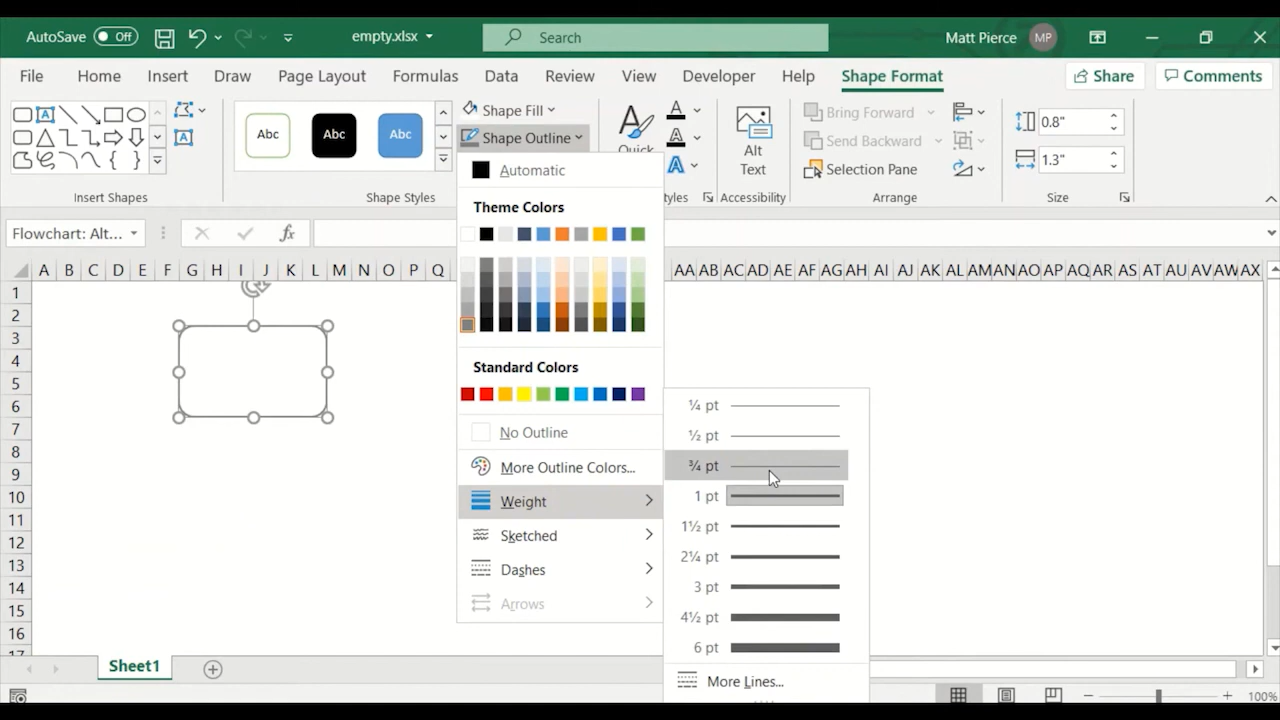 AutoSave Off empty.xlsx Search Matt Pierce MP
File Home Insert Draw Page Layout Formulas Data Review View Developer Help Shape Format Share Comments
Abc Abc Abc
Shape Fill
Shape Outline
Quick
Alt
Text
Bring Forward
Send Backward
Selection Pane
0.8"
1.3"
Insert Shapes Shape Styles tyles Accessibility Arrange Size
Flowchart: Alt... fx
A B C D E F G H I J K L M N O P Q AA AB AC AD AE AF AG AH AI AJ AK AL AM AN AO AP AQ AR AS AT AU AV AW AX
1
2
3
4
5
6
7
8
9
10
11
12
13
14
15
16
17
Automatic
Theme Colors
Standard Colors
No Outline
More Outline Colors...
Weight
Sketched
Dashes
Arrows
¼ pt
½ pt
¾ pt
1 pt
1½ pt
2¼ pt
3 pt
4½ pt
6 pt
More Lines...
Sheet1
100%